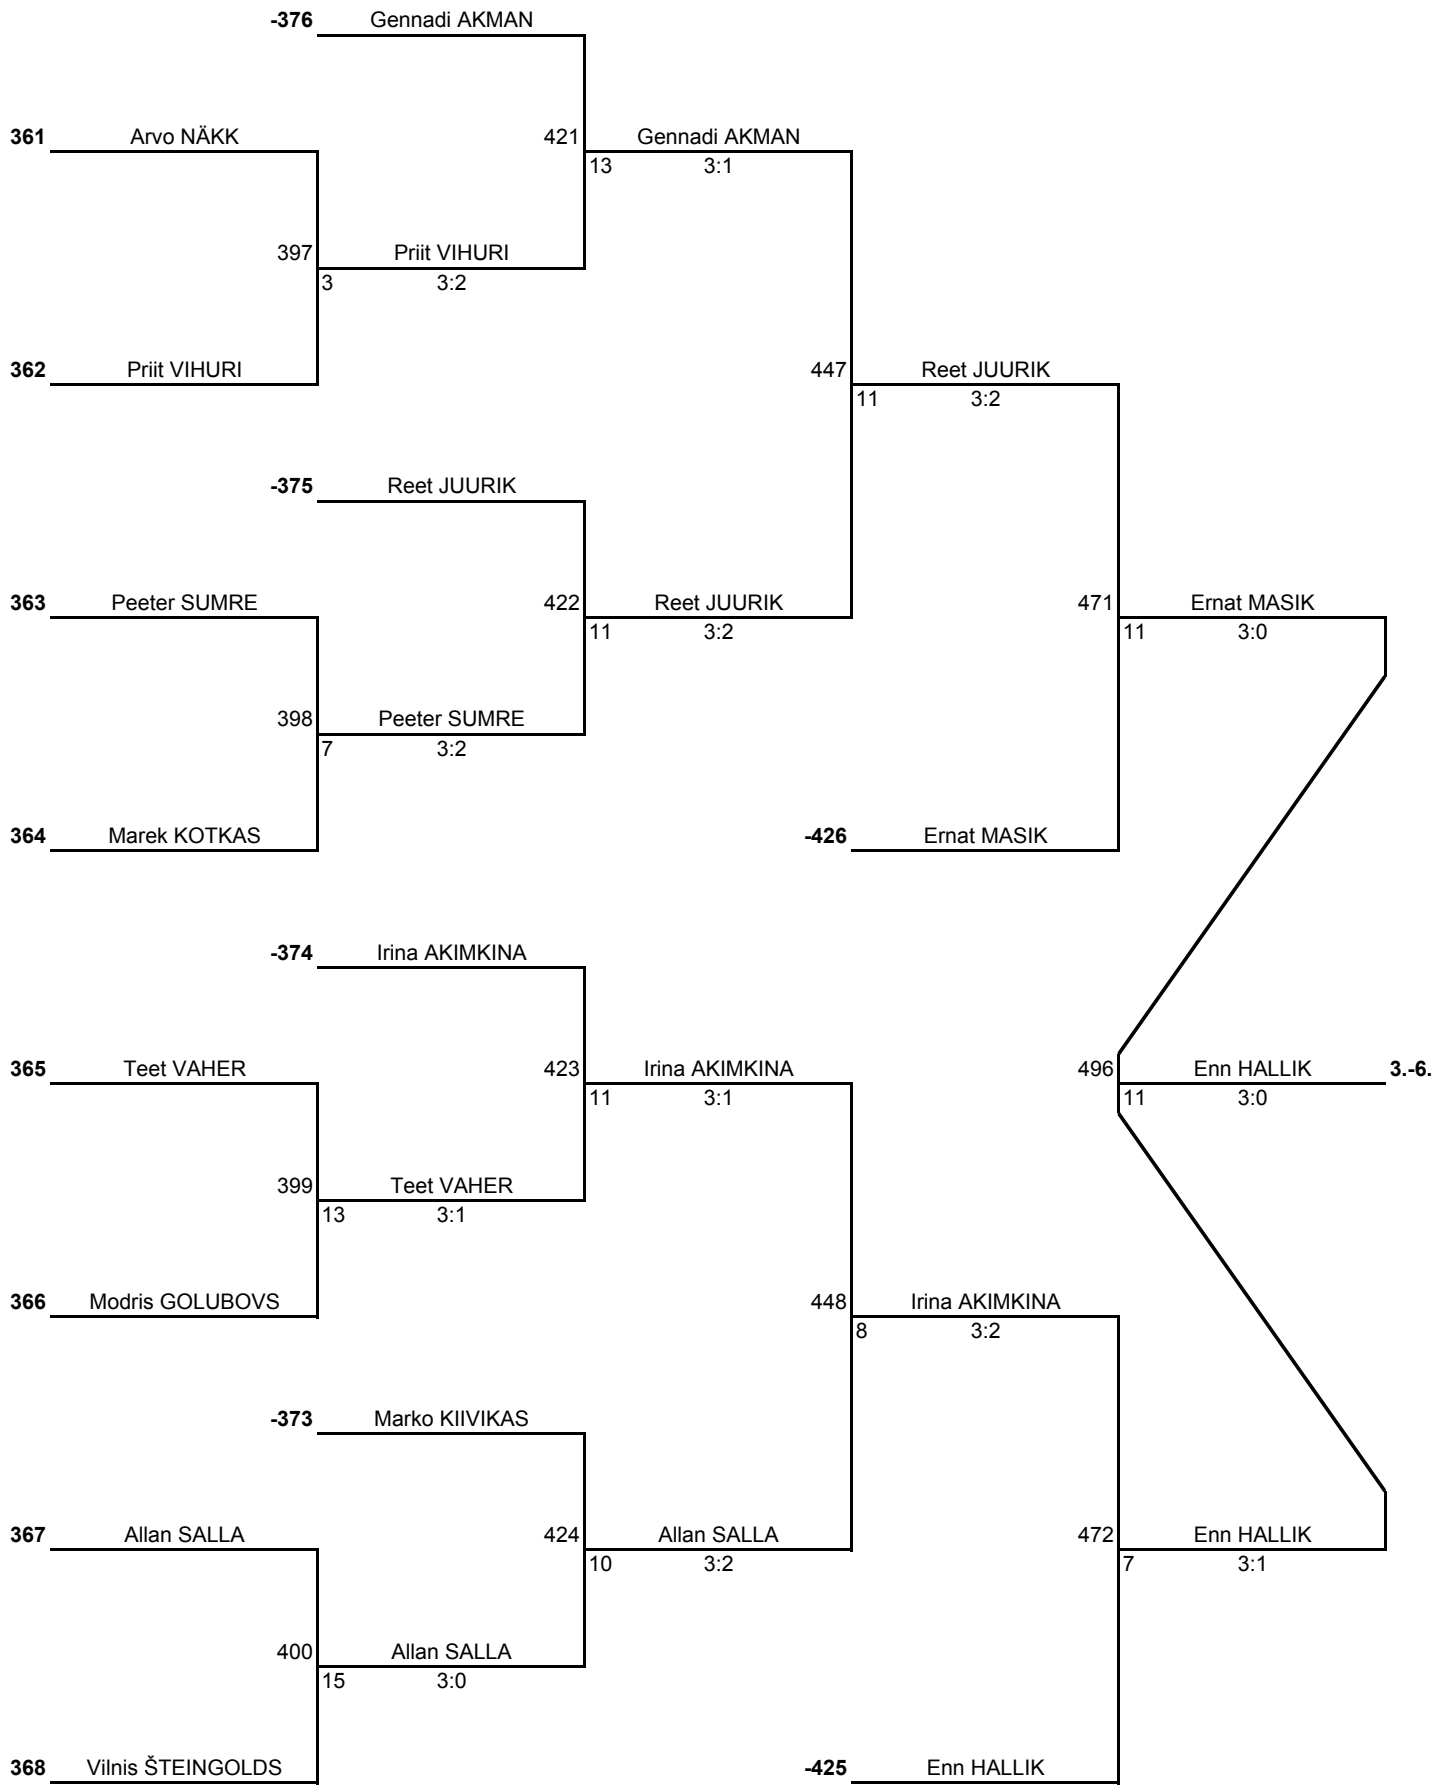 -376 Gennadi AKMAN
361 Arvo NÄKK 421 Gennadi AKMAN
13 3:1
397 Priit VIHURI
3 3:2
362 Priit VIHURI 447 Reet JUURIK
11 3:2
-375 Reet JUURIK
363 Peeter SUMRE 422 Reet JUURIK 471 Ernat MASIK
11 3:2 11 3:0
398 Peeter SUMRE
7 3:2
364 Marek KOTKAS -426 Ernat MASIK
-374 Irina AKIMKINA
365 Teet VAHER 423 Irina AKIMKINA 496 Enn HALLIK 3.-6.
11 3:1 11 3:0
399 Teet VAHER
13 3:1
366 Modris GOLUBOVS 448 Irina AKIMKINA
8 3:2
-373 Marko KIIVIKAS
367 Allan SALLA 424 Allan SALLA 472 Enn HALLIK
10 3:2 7 3:1
400 Allan SALLA
15 3:0
368 Vilnis ŠTEINGOLDS -425 Enn HALLIK